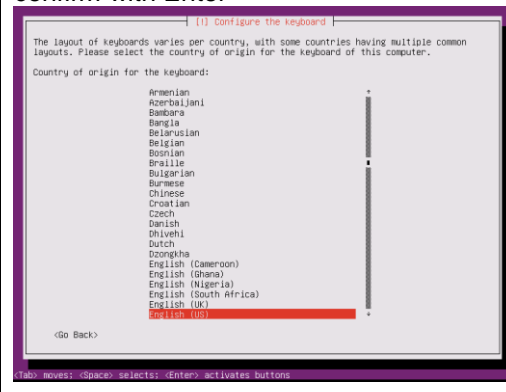 confirm with Enter
[!] Configure the keyboard
The layout of keyboards varies per country, with some countries having multiple common
layouts. Please select the country of origin for the keyboard of this computer.
Country of origin for the keyboard:
Armenian
Azerbaijani
Bambara
Bangla
Belarusian
Belgian
Bosnian
Braille
Bulgarian
Burmese
Chinese
Croatian
Czech
Danish
Dhivehi
Dutch
Dzongkha
English (Cameroon)
English (Ghana)
English (Nigeria)
English (South Africa)
English (UK)
English (US)
<Go Back>
<Tab> moves; <Space> selects; <Enter> activates buttons